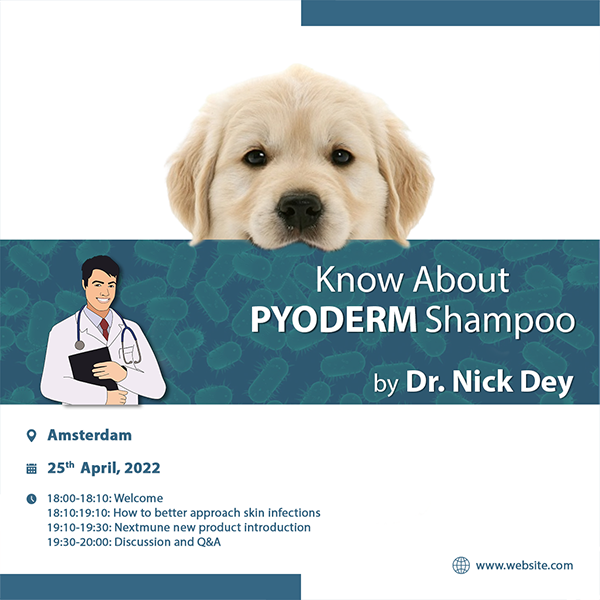 Know About
PYODERM Shampoo
by Dr. Nick Dey
Amsterdam
25th April, 2022
18:00-18:10: Welcome
18:10:19:10: How to better approach skin infections
19:10-19:30: Nextmune new product introduction
19:30-20:00: Discussion and Q&A
www.website.com